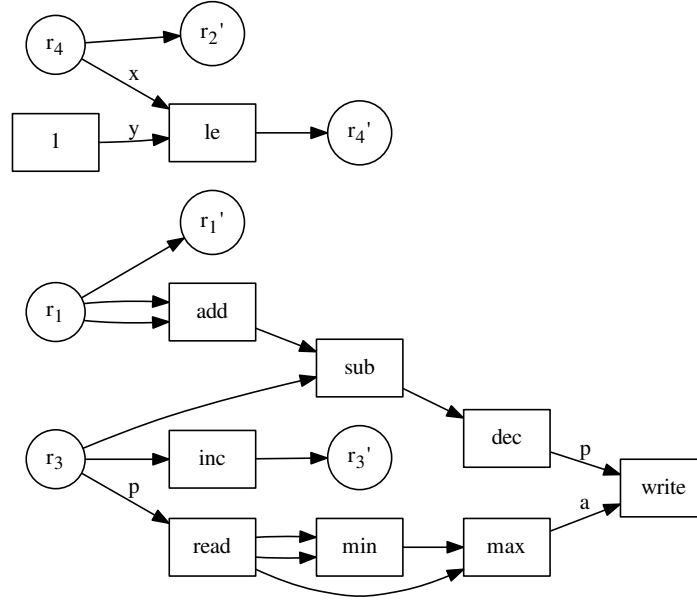 r4
r2'
x
1
y
le
r4'
r1'
r1
add
sub
dec
p
write
r3
inc
r3'
p
read
min
max
a